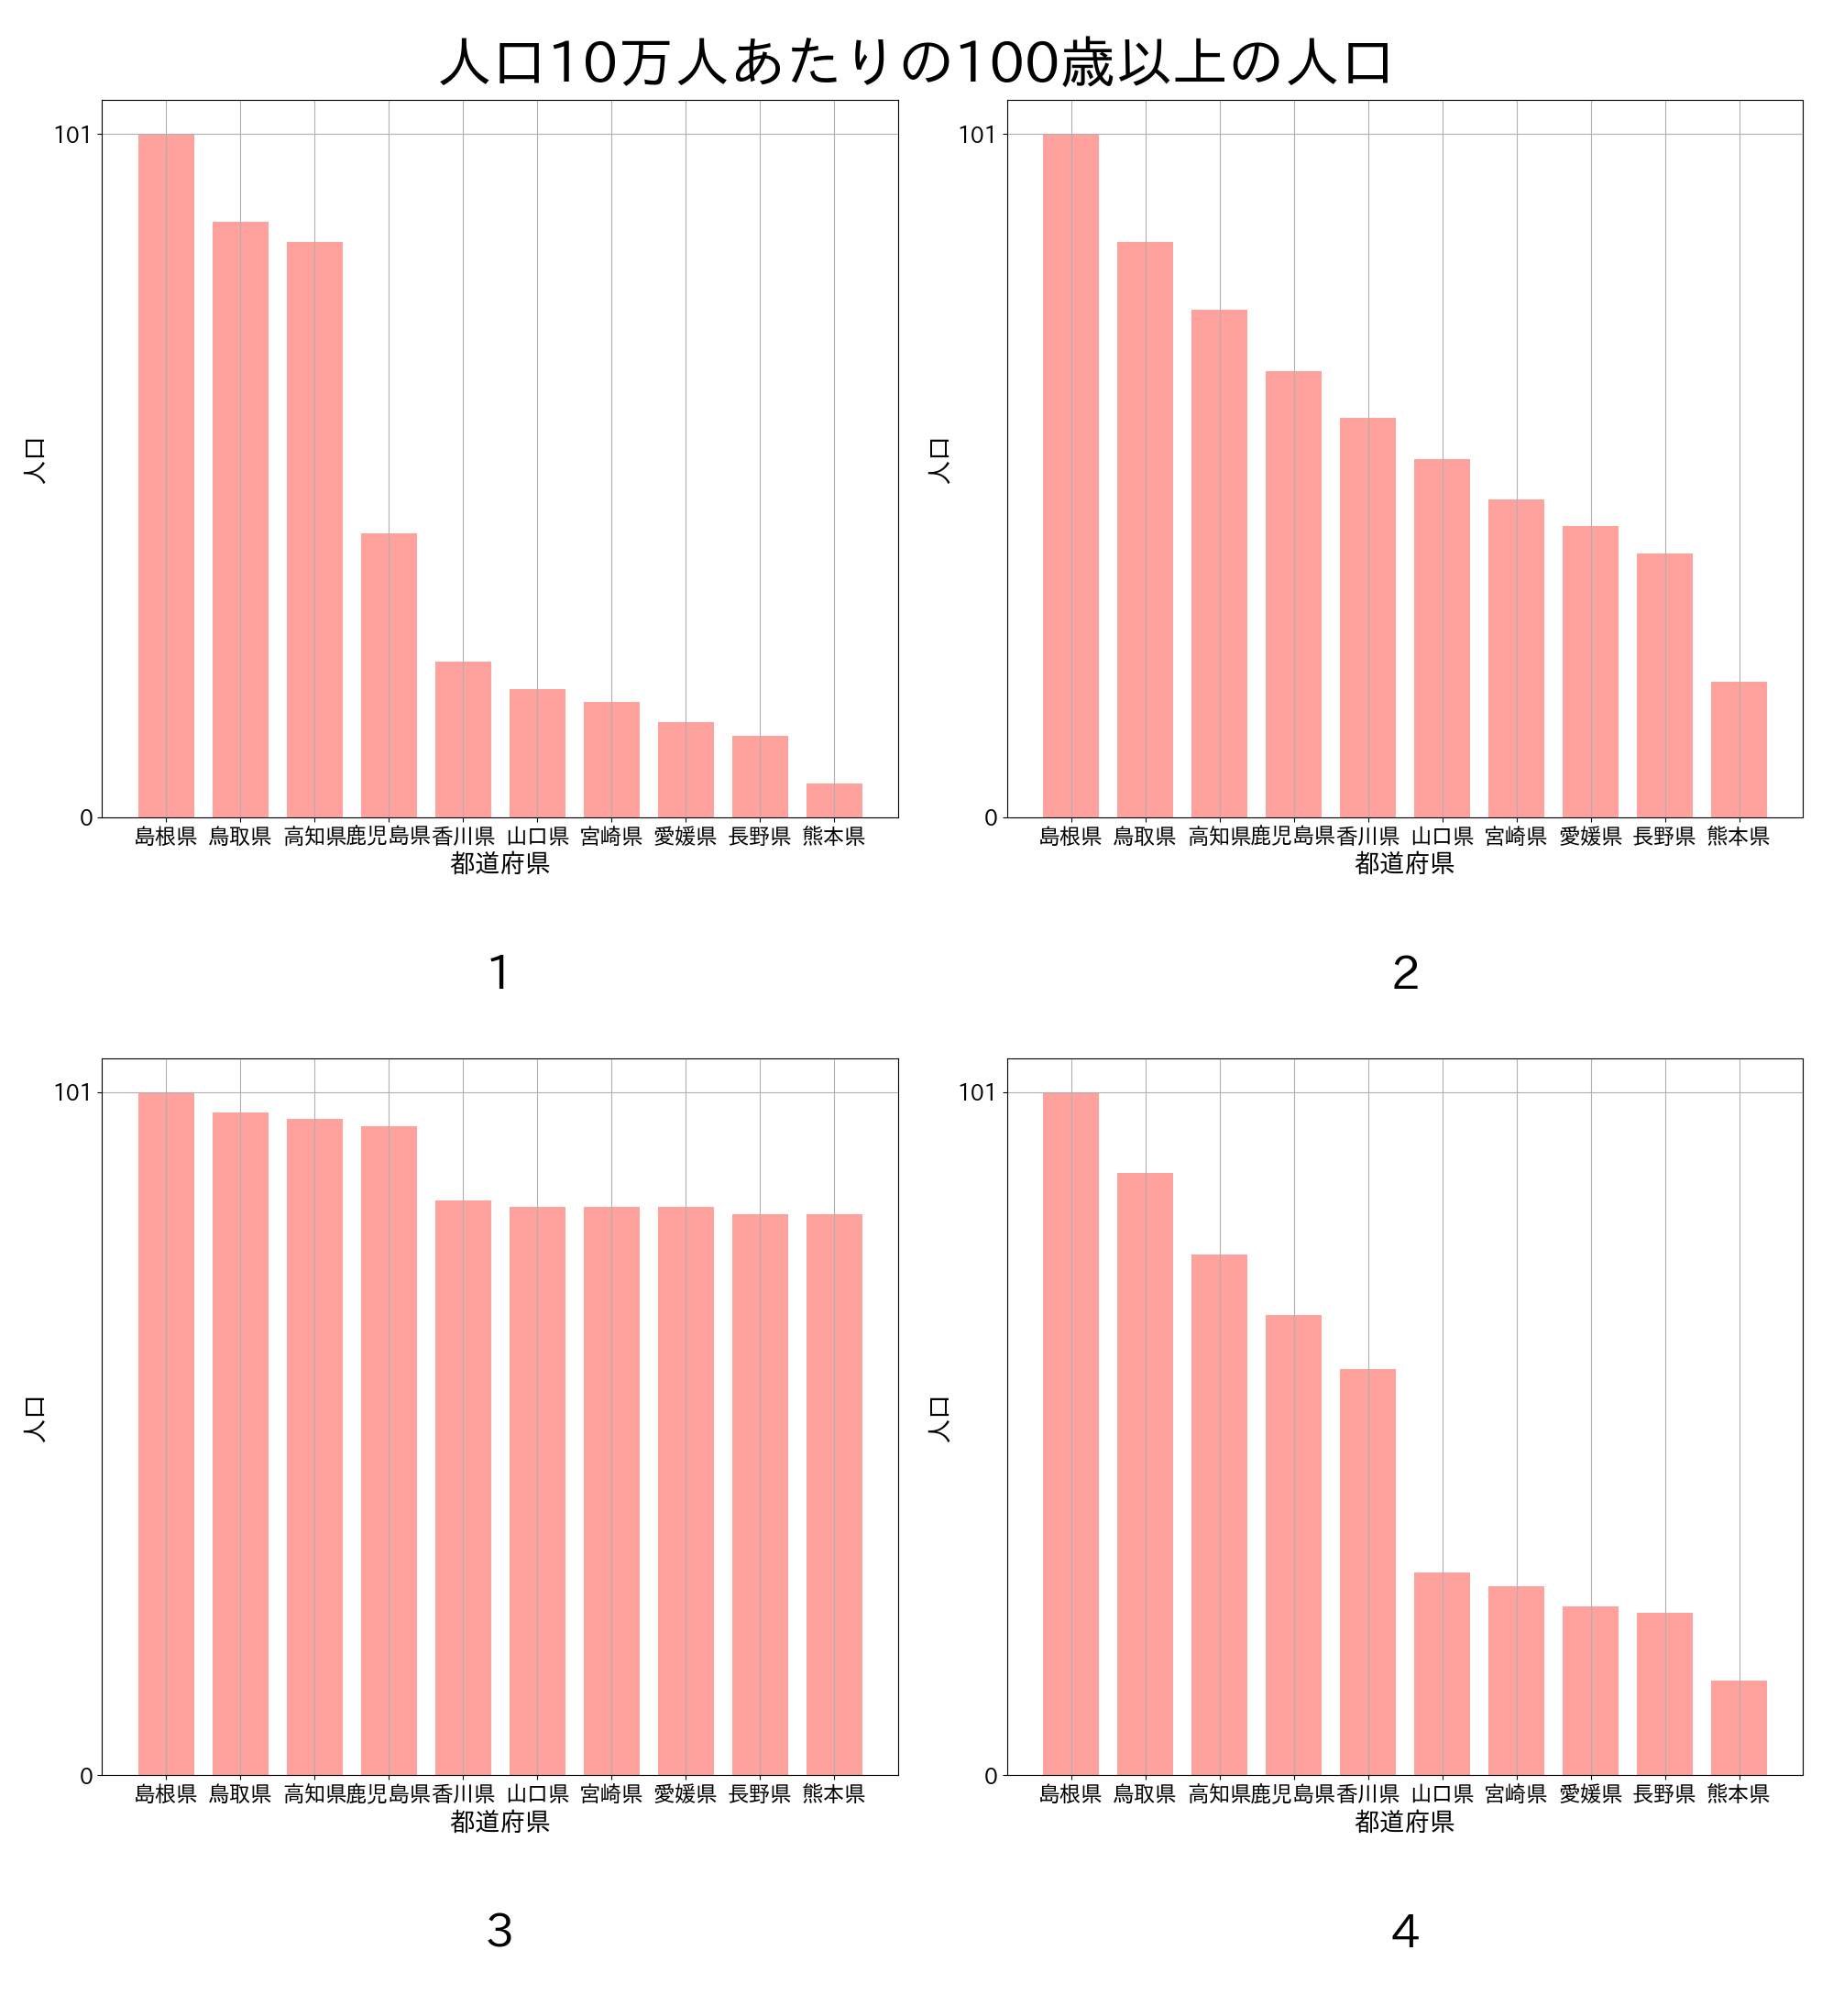 人口10万人あたりの100歳以上の人口
101
0
人口
島根県 鳥取県 高知県 鹿児島県 香川県 山口県 宮崎県 愛媛県 長野県 熊本県
都道府県
1
101
0
人口
島根県 鳥取県 高知県 鹿児島県 香川県 山口県 宮崎県 愛媛県 長野県 熊本県
都道府県
2
101
0
人口
島根県 鳥取県 高知県 鹿児島県 香川県 山口県 宮崎県 愛媛県 長野県 熊本県
都道府県
3
101
0
人口
島根県 鳥取県 高知県 鹿児島県 香川県 山口県 宮崎県 愛媛県 長野県 熊本県
都道府県
4